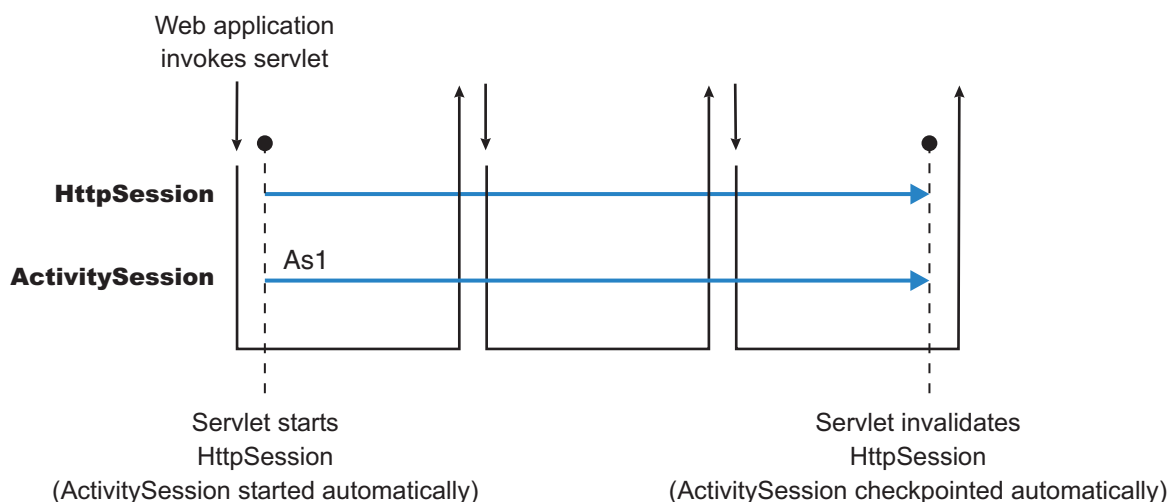 Web application
invokes servlet
HttpSession
ActivitySession
As1
Servlet starts
HttpSession
(ActivitySession started automatically)
Servlet invalidates
HttpSession
(ActivitySession checkpointed automatically)